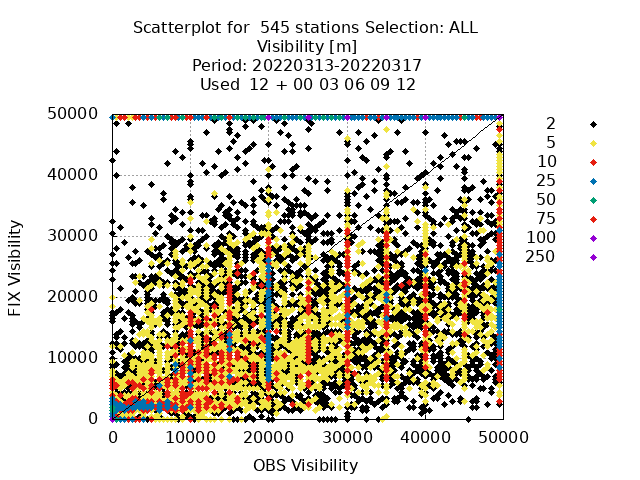 Scatterplot for  545 stations Selection: ALL
Visibility [m]
Period: 20220313-20220317
Used  12 + 00 03 06 09 12
50000
40000
30000
20000
10000
0
FIX Visibility
0 10000 20000 30000 40000 50000
OBS Visibility
2
5
10
25
50
75
100
250